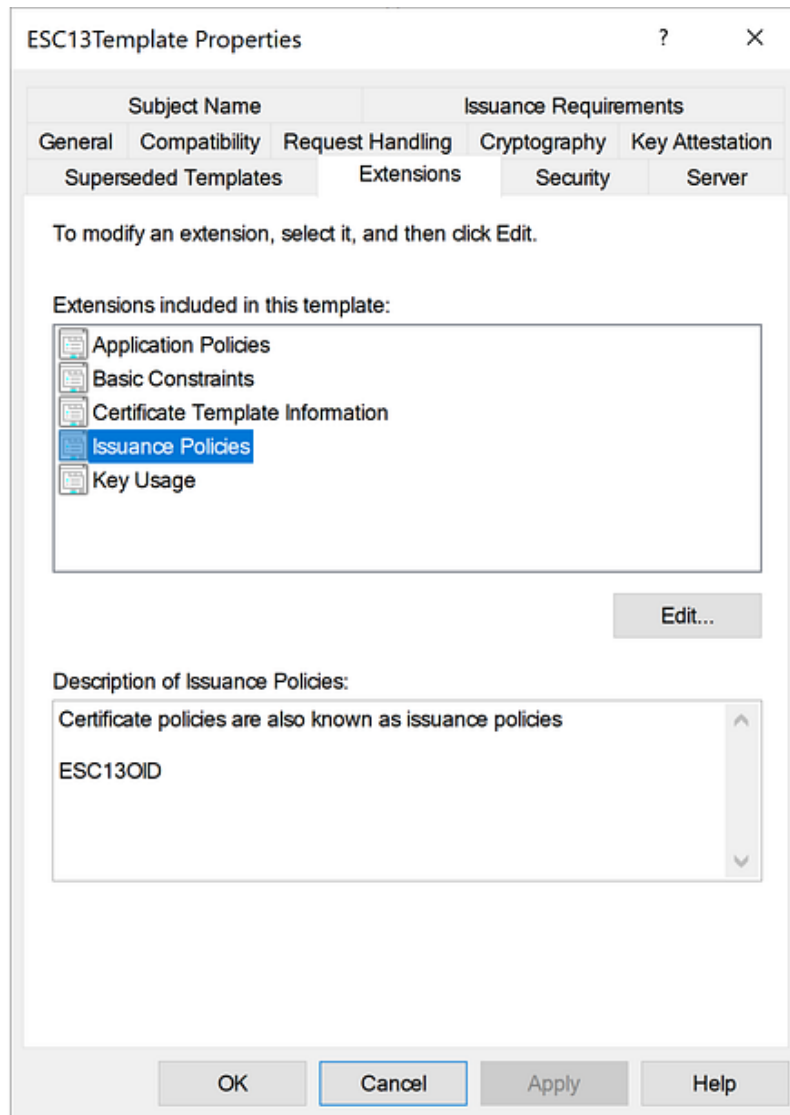 ESC13Template Properties
?
Subject Name
Issuance Requirements
General
Compatibility
Request Handling
Cryptography
Key Attestation
Superseded Templates
Extensions
Security
Server
To modify an extension, select it, and then click Edit.
Extensions included in this template:
Application Policies
Basic Constraints
Certificate Template Information
Issuance Policies
Key Usage
Edit...
Description of Issuance Policies:
Certificate policies are also known as issuance policies
ESC13OID
OK
Cancel
Apply
Help